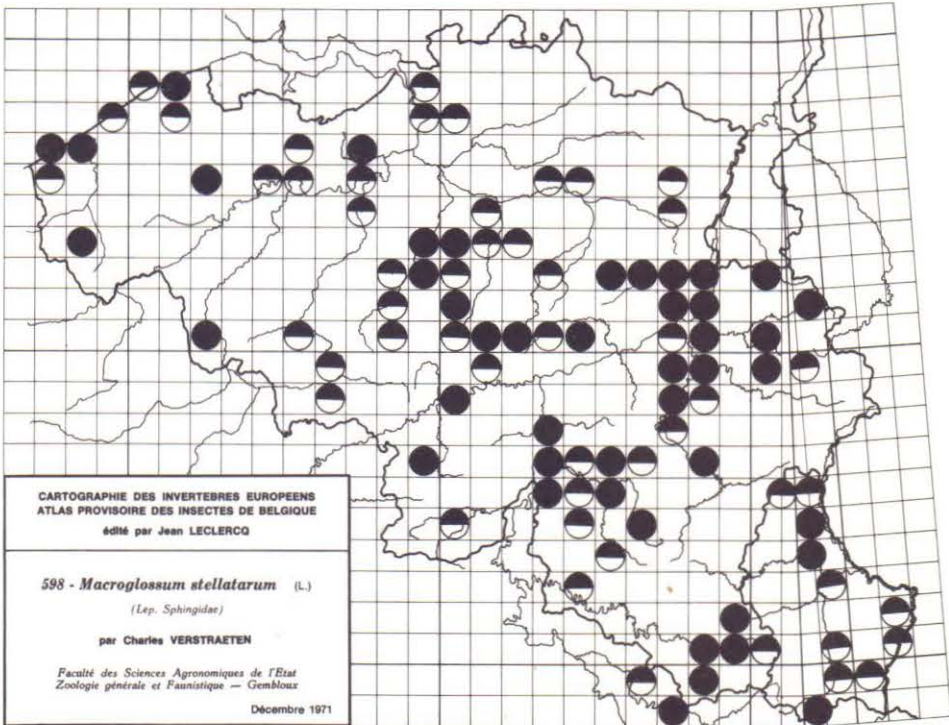 CARTOGRAPHIE DES INVERTEBRES EUROPEENS
ATLAS PROVISOIRE DES INSECTES DE BELGIQUE
édité par Jean LECLERCQ
598 - Macroglossum stellatarum (L.)
(Lep. Sphingidae)
par Charles VERSTRAETEN
Faculté des Sciences Agronomiques de l'Etat
Zoologie générale et Faunistique — Gembloux
Décembre 1971